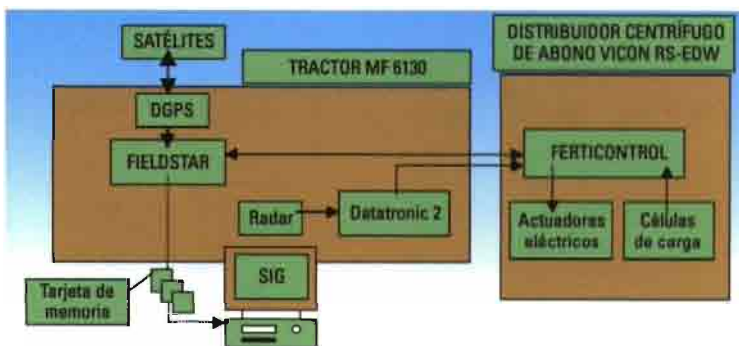 SATÉLITES
TRACTOR MF 6130
DISTRIBUIDOR CENTRÍFUGO
DE ABONO VICON RS-EDW
DGPS
FIELDSTAR
FERTICONTROL
Radar
Datatronic 2
Actuadores
eléctricos
Células
de carga
SIG
Tarjeta de
memoria